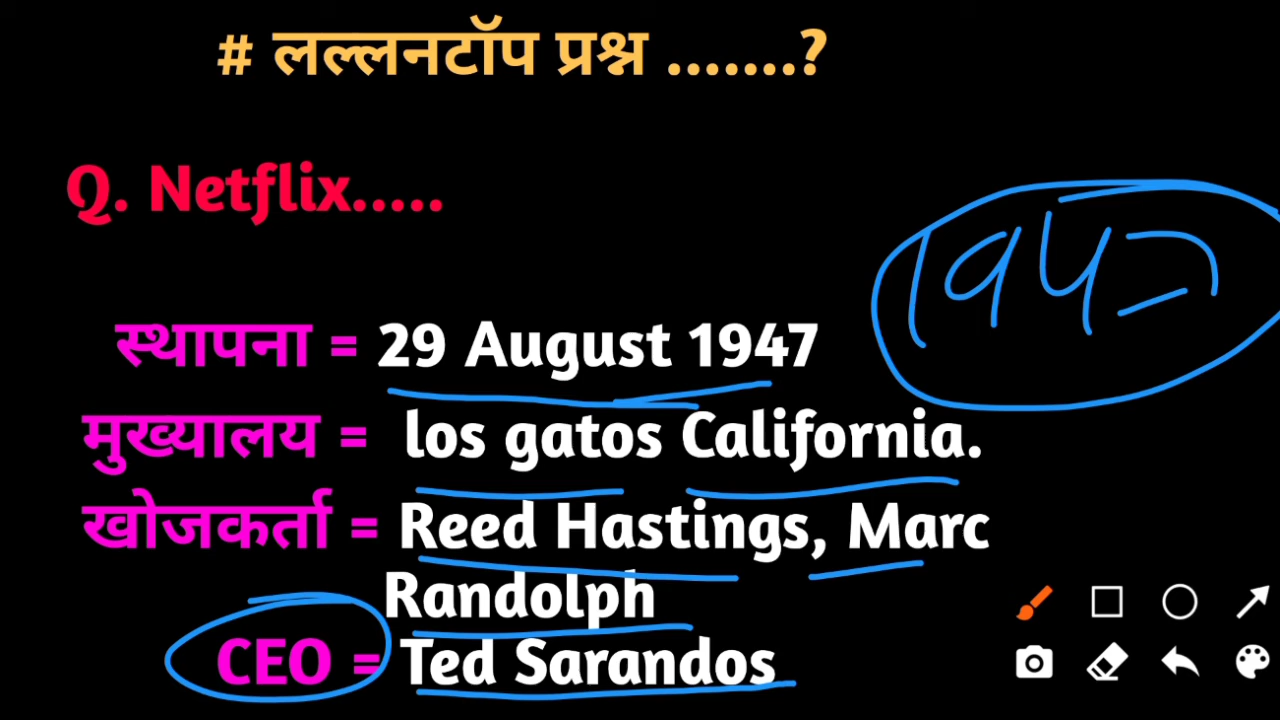 # लल्लनटॉप प्रश्न .......?
Q. Netflix.....
1947
स्थापना = 29 August 1947
मुख्यालय = los gatos California.
खोजकर्ता = Reed Hastings, Marc
Randolph
CEO = Ted Sarandos